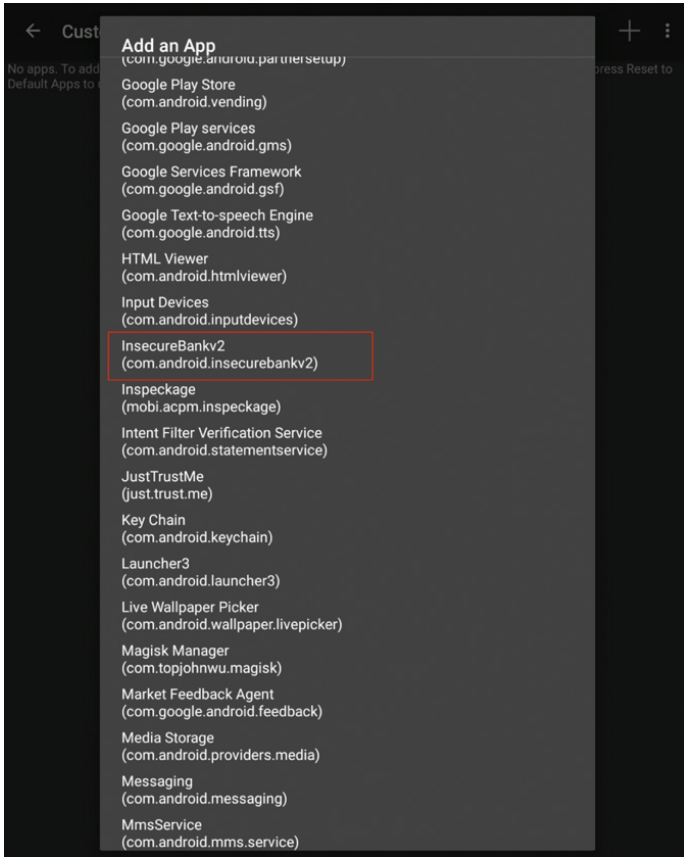 Cust
Add an App
No apps. To add
press Reset to
Default Apps to
(com.google.android.partnersetup)
Google Play Store
(com.android.vending)
Google Play services
(com.google.android.gms)
Google Services Framework
(com.google.android.gsf)
Google Text-to-speech Engine
(com.google.android.tts)
HTML Viewer
(com.android.htmlviewer)
Input Devices
(com.android.inputdevices)
InsecureBankv2
(com.android.insecurebankv2)
Inspeckage
(mobi.acpm.inspeckage)
Intent Filter Verification Service
(com.android.statementservice)
JustTrustMe
(just.trust.me)
Key Chain
(com.android.keychain)
Launcher3
(com.android.launcher3)
Live Wallpaper Picker
(com.android.wallpaper.livepicker)
Magisk Manager
(com.topjohnwu.magisk)
Market Feedback Agent
(com.google.android.feedback)
Media Storage
(com.android.providers.media)
Messaging
(com.android.messaging)
MmsService
(com.android.mms.service)